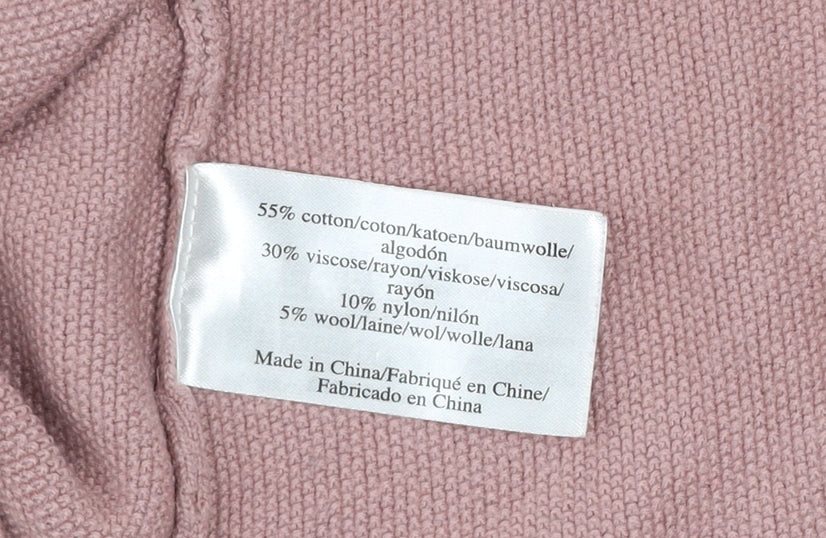 55% cotton/coton/katoen/baumwolle/
algodón
30% viscose/rayon/viskose/viscosa/
rayón
10% nylon/nilón
5% wool/laine/wol/wolle/lana
Made in China/Fabriqué en Chine/
Fabricado en China